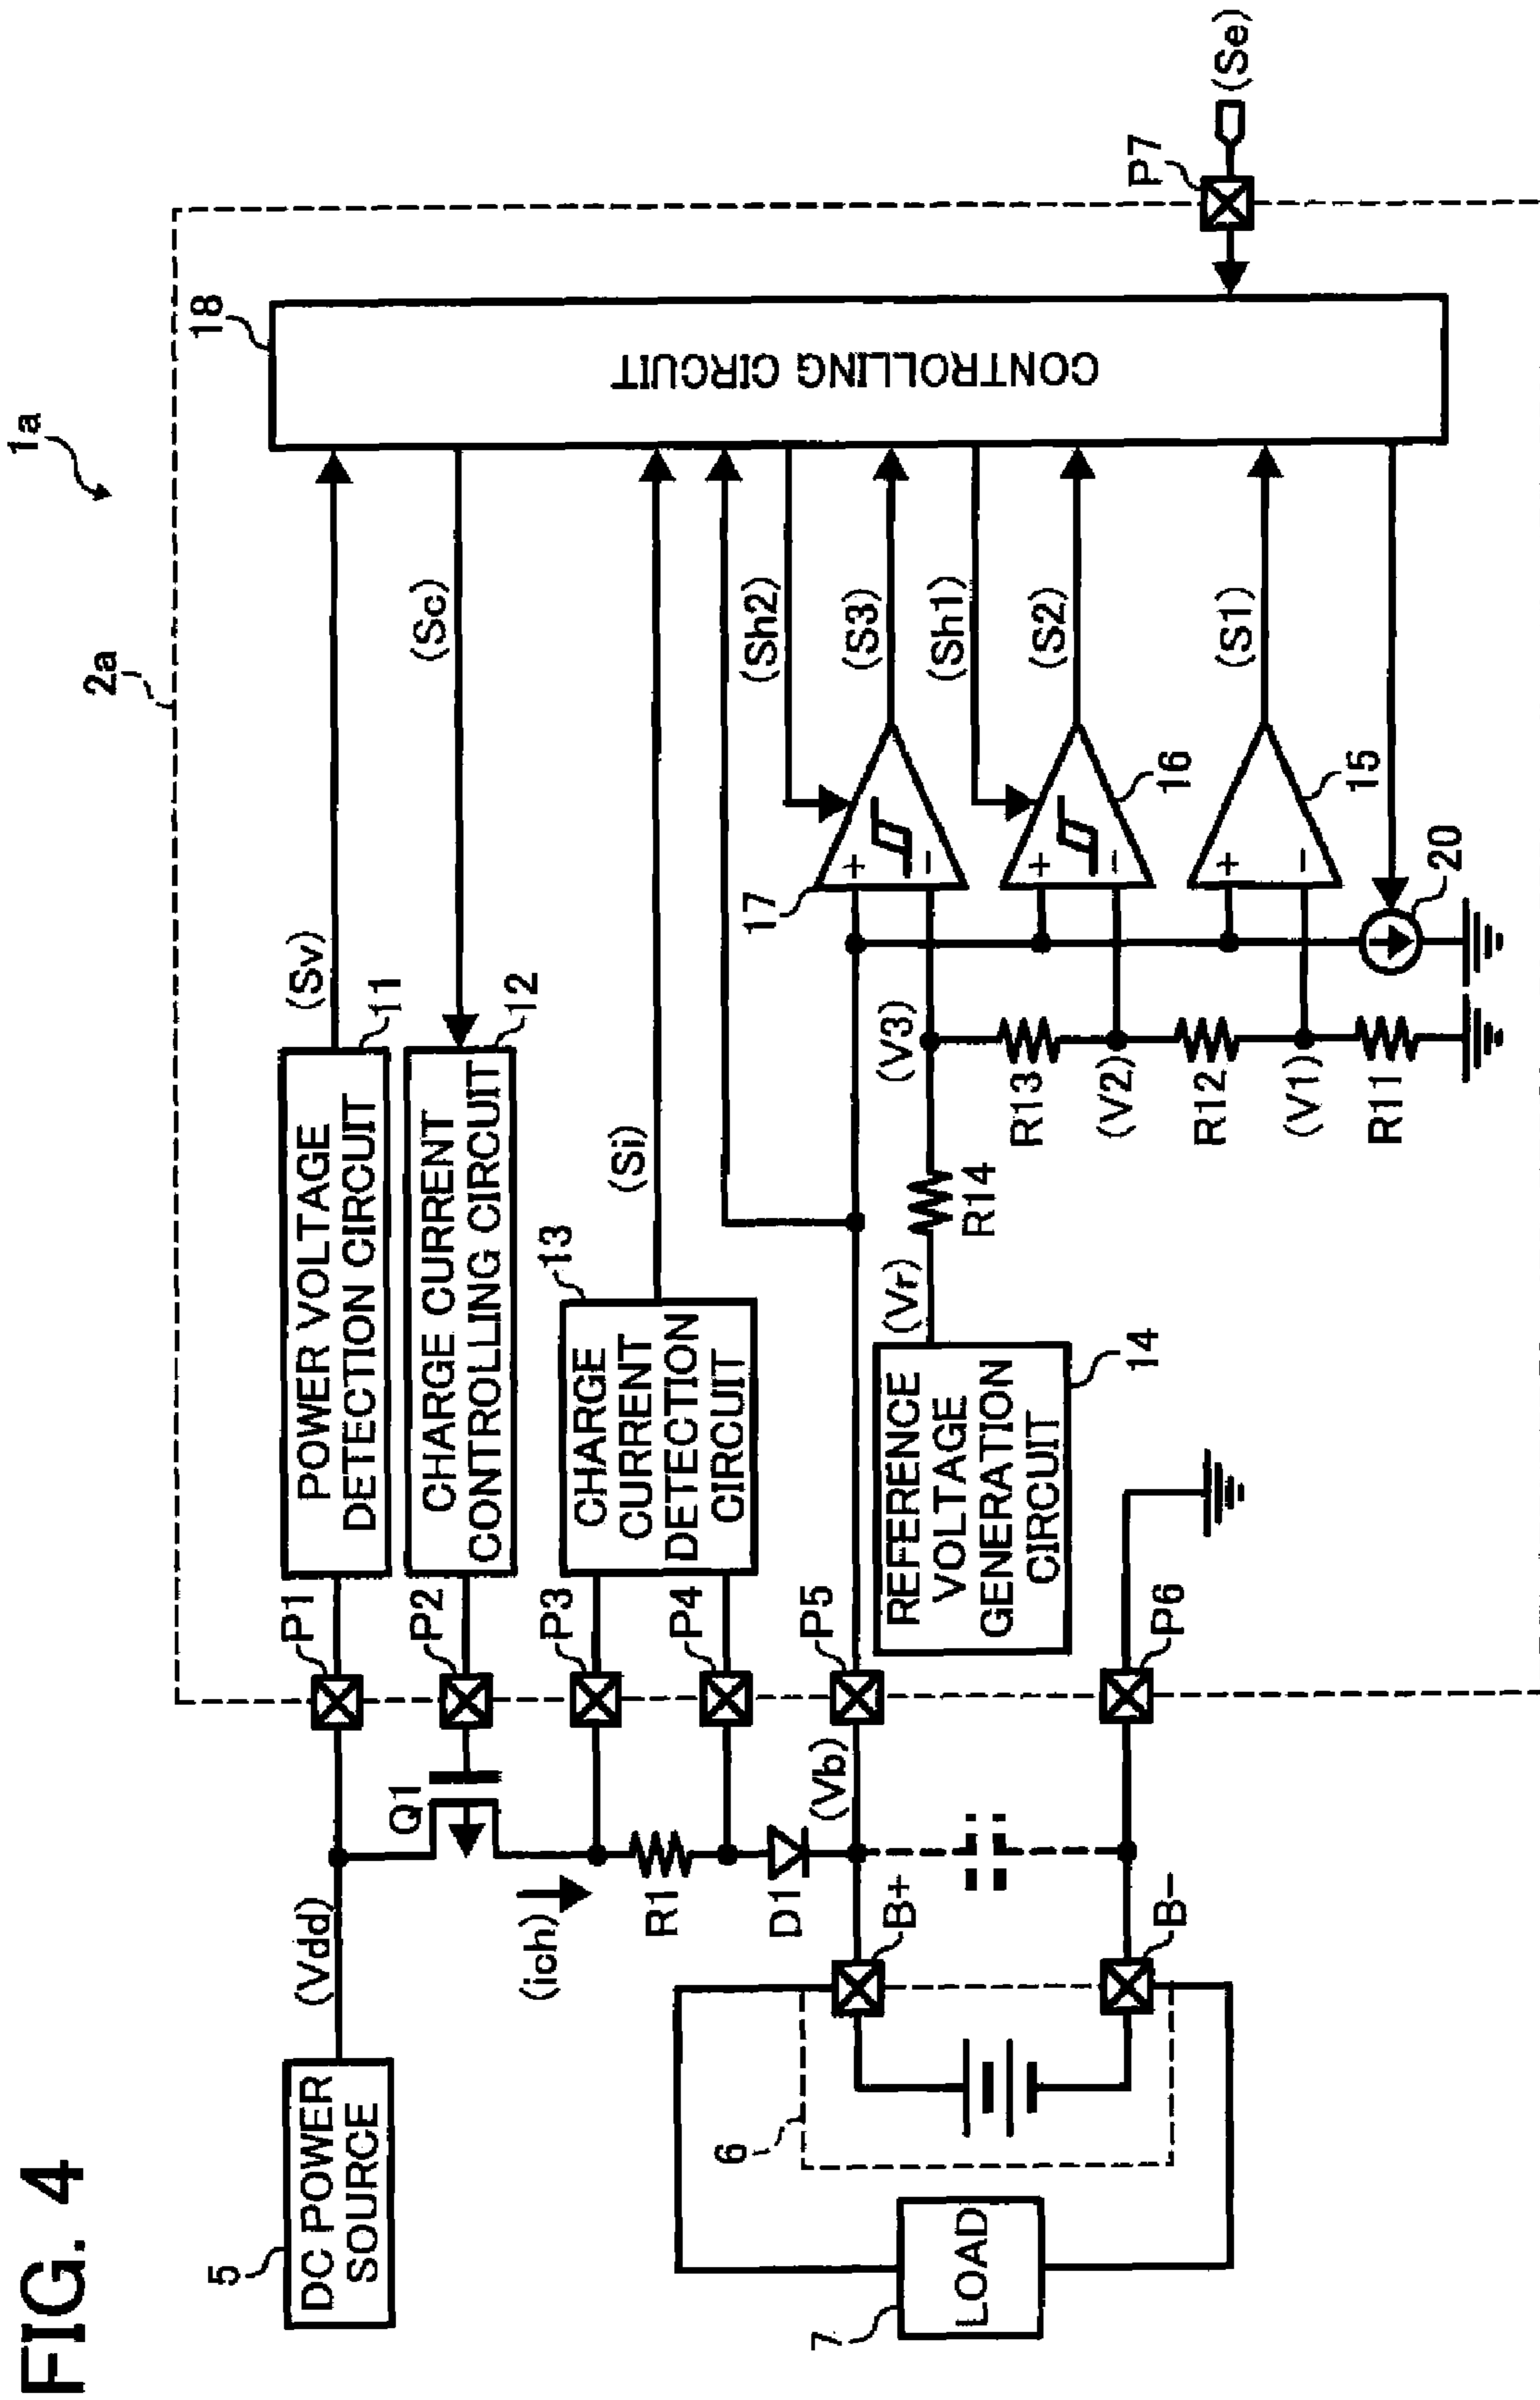 FIG. 4
1a
2a
5
DC POWER
SOURCE
(Vdd)
P1
POWER VOLTAGE
DETECTION CIRCUIT
11
(Sv)
18
CONTROLLING CIRCUIT
Q1
P2
CHARGE CURRENT
CONTROLLING CIRCUIT
12
(Sc)
(ich)
P3
13
CHARGE
CURRENT
DETECTION
CIRCUIT
(Si)
R1
P4
D1
(Sh2)
(Vb)
P5
17
+
−
(S3)
6
B+
REFERENCE
VOLTAGE
GENERATION
CIRCUIT
14
(Vr)
R14
(V3)
(Sh1)
7
LOAD
R13
+
−
16
(S2)
(V2)
B−
P6
R12
+
−
15
(S1)
(V1)
P7
(Se)
R11
20